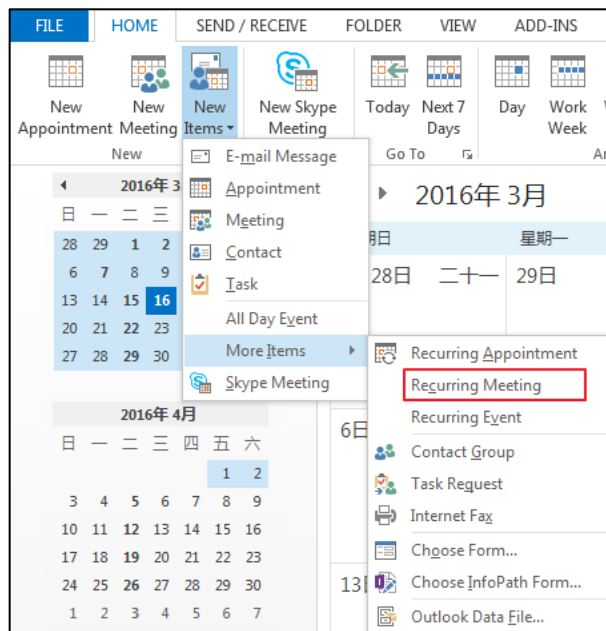 FILE HOME SEND / RECEIVE FOLDER VIEW ADD-INS
New Appointment
New Meeting
New Items
New Skype Meeting
Today
Next 7 Days
Day
Work Week
New
Go To
E-mail Message
Appointment
Meeting
Contact
Task
All Day Event
More Items
Skype Meeting
Recurring Appointment
Recurring Meeting
Recurring Event
Contact Group
Task Request
Internet Fax
Choose Form...
Choose InfoPath Form...
Outlook Data File...
2016年 3
日 一 二 三
28 29 1 2
6 7 8 9
13 14 15 16
20 21 22 23
27 28 29 30
2016年 4月
日 一 二 三 四 五 六
1 2
3 4 5 6 7 8 9
10 11 12 13 14 15 16
17 18 19 20 21 22 23
24 25 26 27 28 29 30
1 2 3 4 5 6 7
2016年 3月
星期一
28日 二十一 29日
6日
13